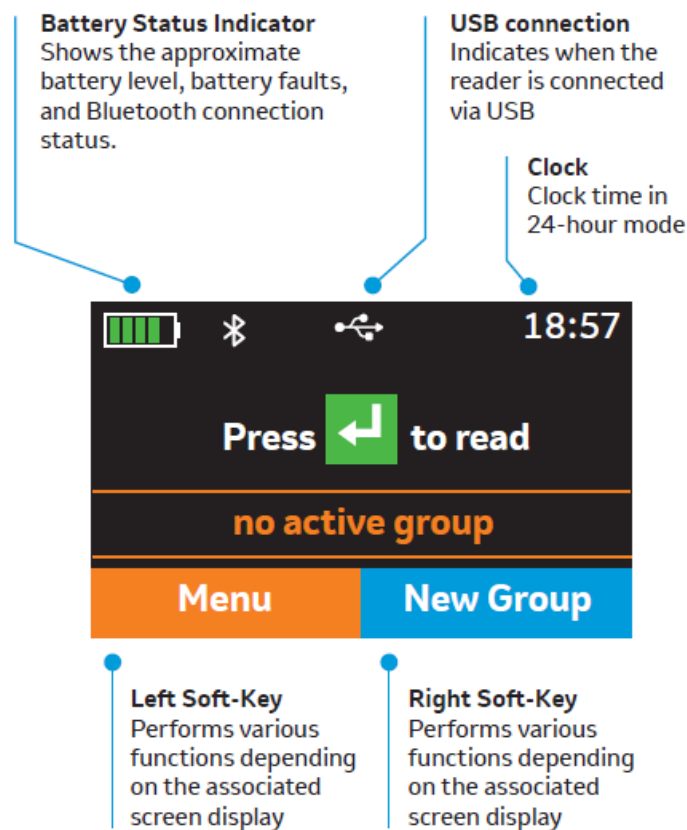 Battery Status Indicator
Shows the approximate
battery level, battery faults,
and Bluetooth connection
status.
USB connection
Indicates when the
reader is connected
via USB
Clock
Clock time in
24-hour mode
18:57
Press to read
no active group
Menu New Group
Left Soft-Key
Performs various
functions depending
on the associated
screen display
Right Soft-Key
Performs various
functions depending
on the associated
screen display